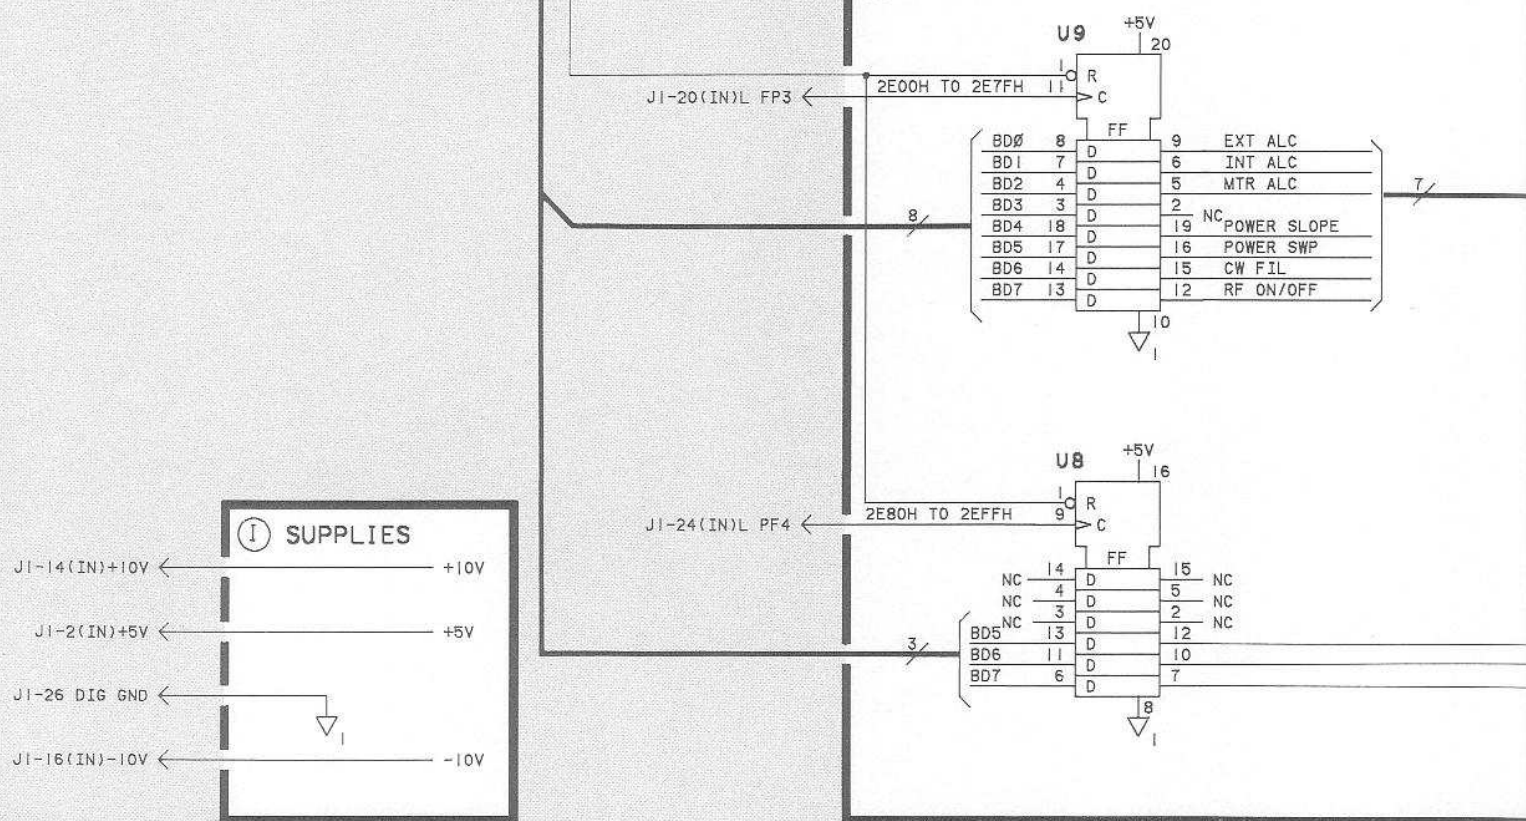 U9
+5V
20
1
R
11
C
2E00H TO 2E7FH
J1-20(IN)L FP3
FF
BDØ 8 D 9 EXT ALC
BD1 7 D 6 INT ALC
BD2 4 D 5 MTR ALC
BD3 3 D 2 NC
BD4 18 D 19 POWER SLOPE
BD5 17 D 16 POWER SWP
BD6 14 D 15 CW FIL
BD7 13 D 12 RF ON/OFF
8
7
10
1
U8
+5V
16
1
R
9
C
2E80H TO 2EFFH
J1-24(IN)L PF4
FF
NC 14 D 15 NC
NC 4 D 5 NC
NC 3 D 2 NC
BD5 13 D 12
BD6 11 D 10
BD7 6 D 7
3
8
1
I SUPPLIES
J1-14(IN)+10V +10V
J1-2(IN)+5V +5V
J1-26 DIG GND
1
J1-16(IN)-10V -10V